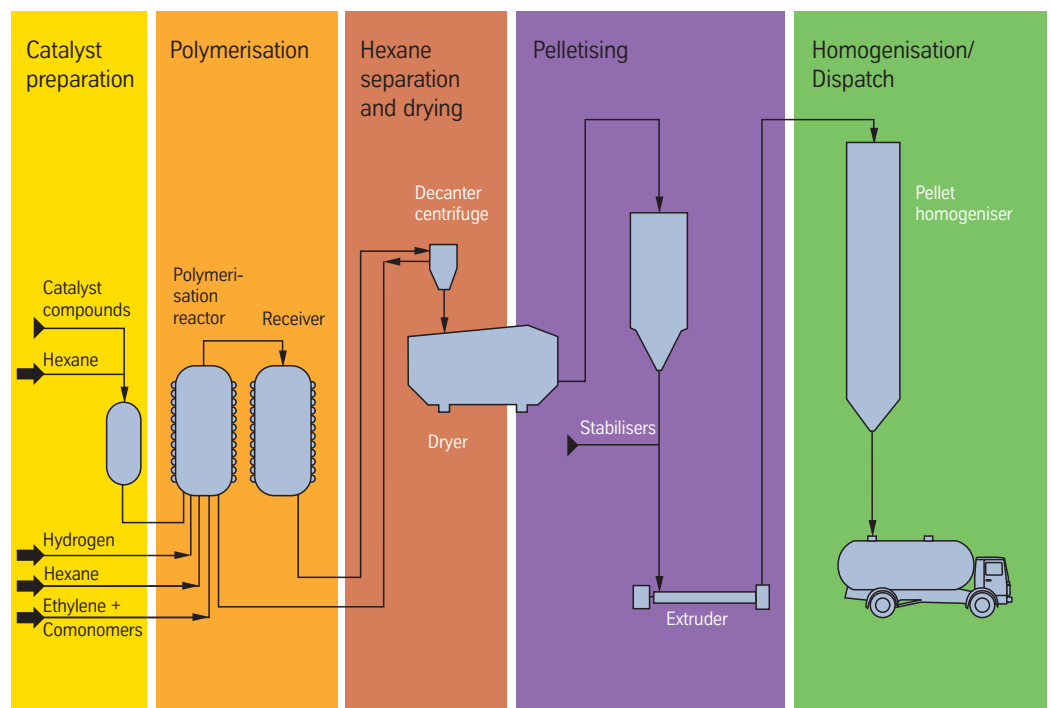 Catalyst
preparation
Polymerisation
Hexane
separation
and drying
Pelletising
Homogenisation/
Dispatch
Decanter
centrifuge
Pellet
homogeniser
Catalyst
compounds
Polymeri-
sation
reactor
Receiver
Hexane
Stabilisers
Dryer
Hydrogen
Hexane
Ethylene +
Comonomers
Extruder